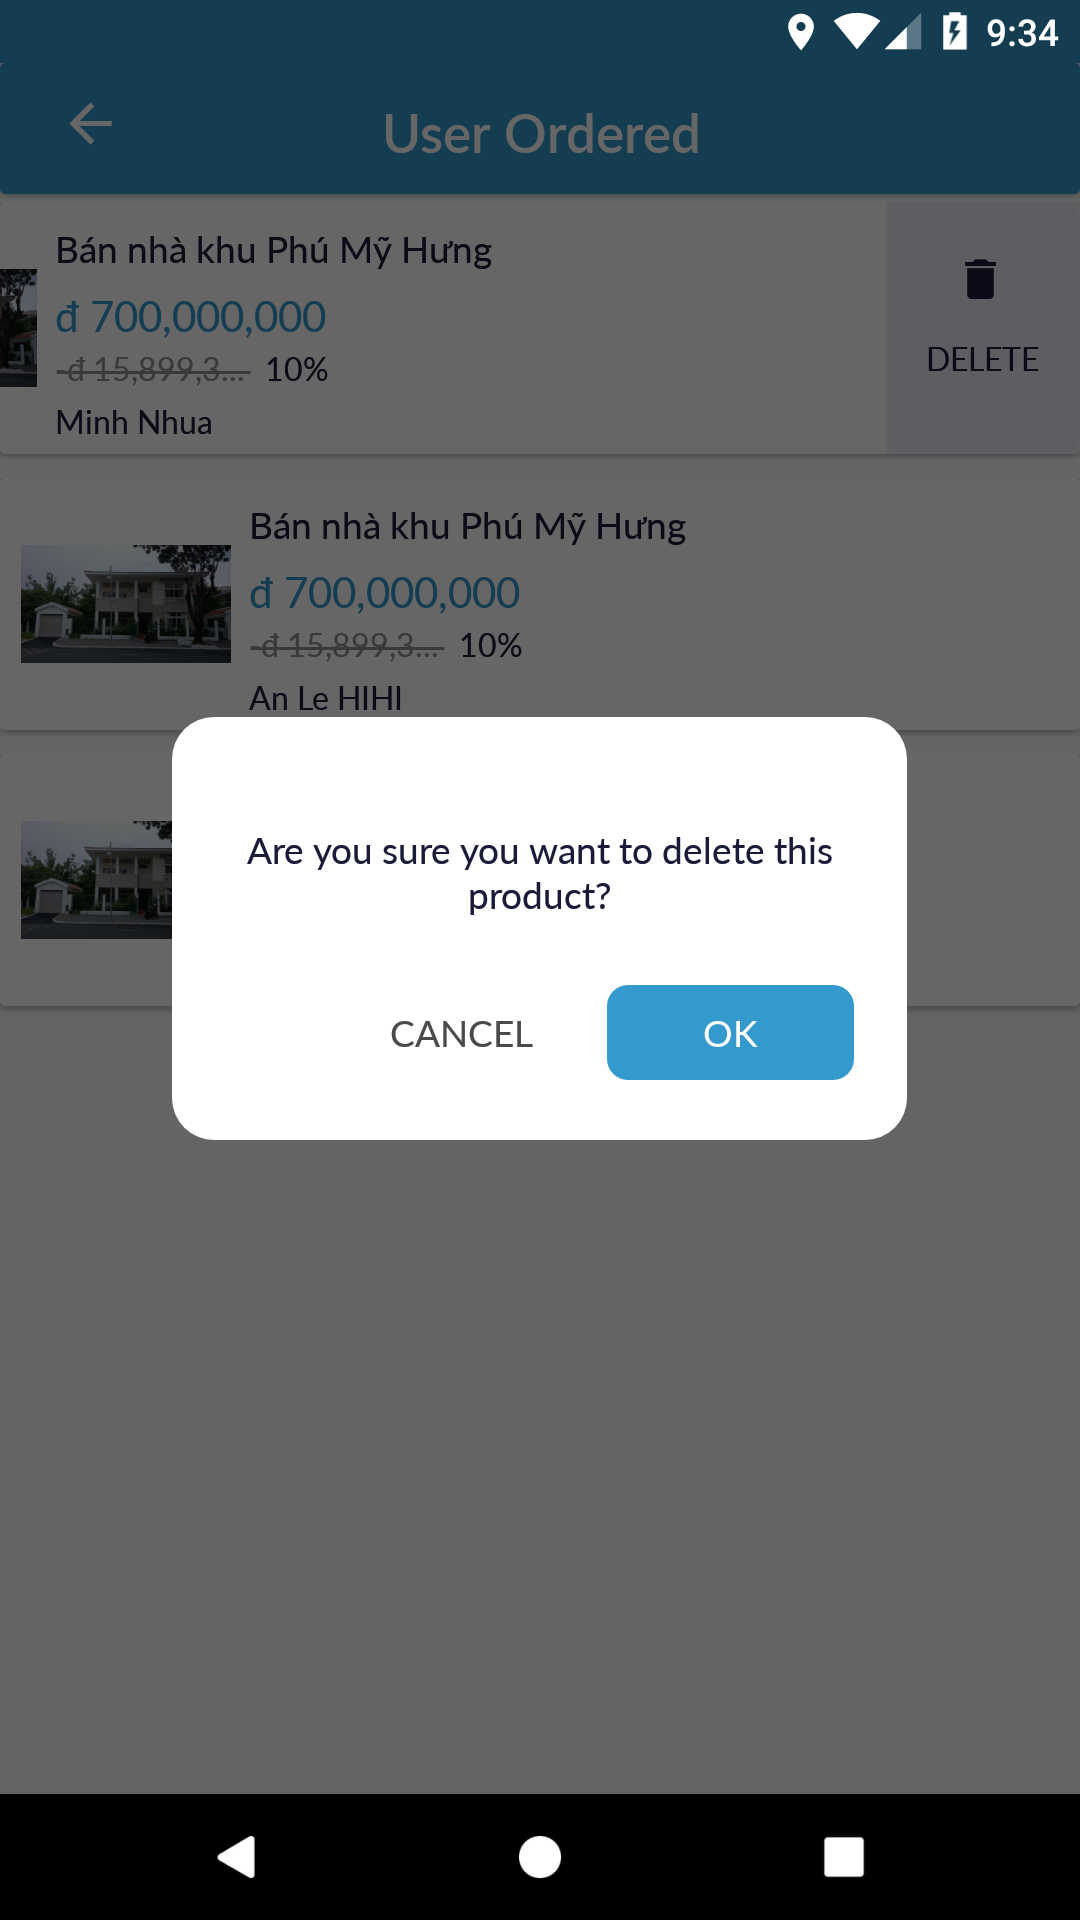 9:34
User Ordered
Bán nhà khu Phú Mỹ Hưng
đ 700,000,000
-đ 15,899,3... 10%
Minh Nhua
DELETE
Bán nhà khu Phú Mỹ Hưng
đ 700,000,000
-đ 15,899,3... 10%
An Le HIHI
Are you sure you want to delete this
product?
CANCEL
OK